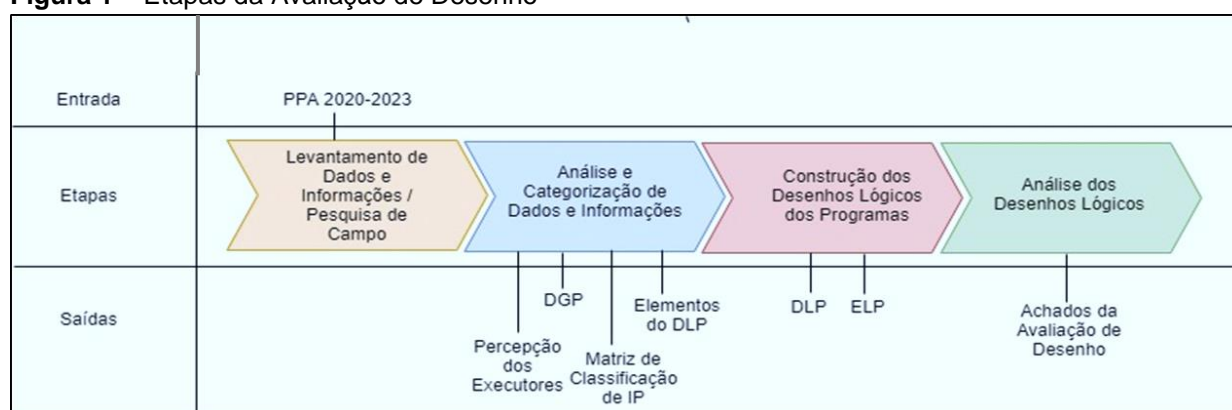 Figura 1 – Etapas da Avaliação de Desenho
Entrada
PPA 2020-2023
Etapas
Levantamento de
Dados e
Informações /
Pesquisa de
Campo
Análise e
Categorização de
Dados e Informações
Construção dos
Desenhos Lógicos
dos Programas
Análise dos
Desenhos Lógicos
Saídas
Percepção
dos
Executores
DGP
Matriz de
Classificação
de IP
Elementos
do DLP
DLP
ELP
Achados da
Avaliação de
Desenho